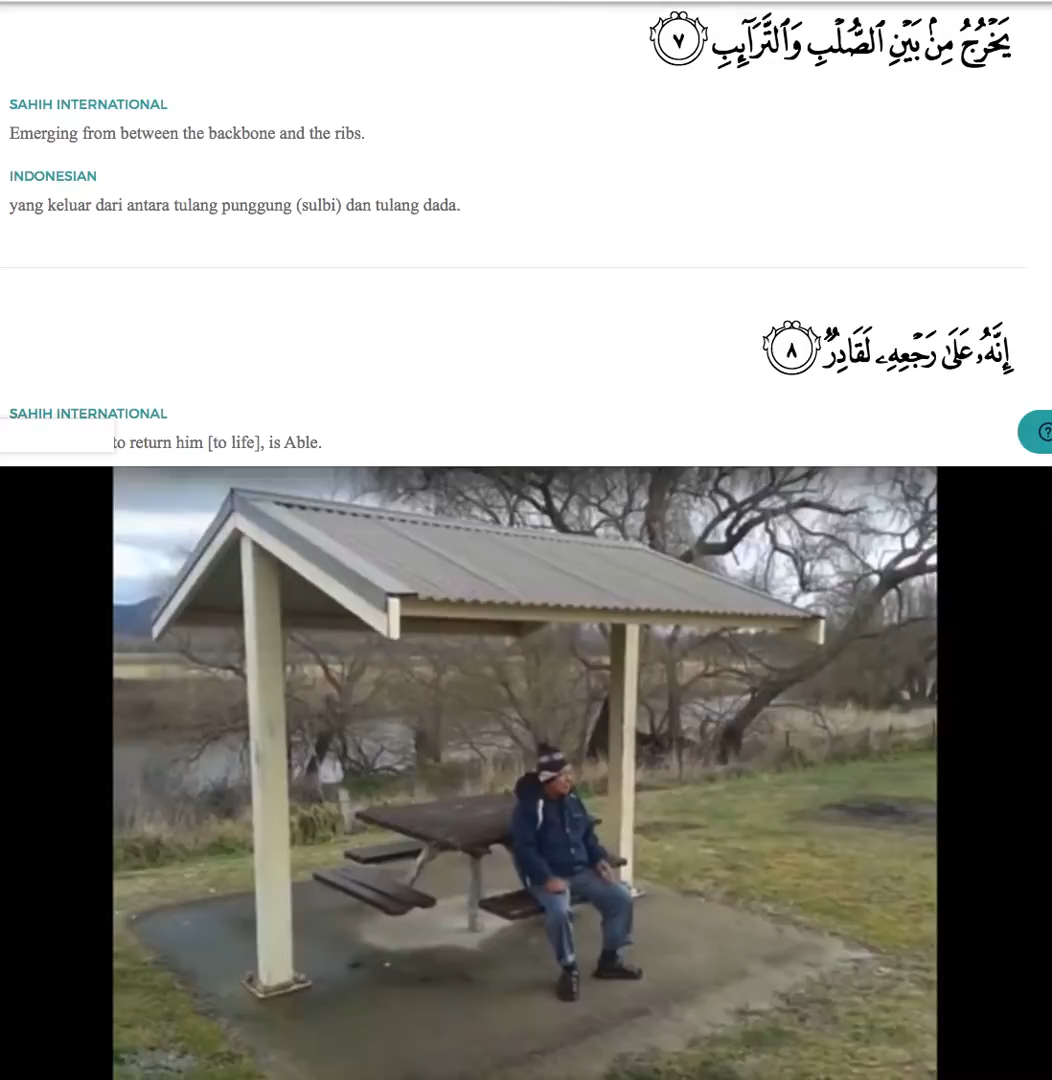 يَخْرُجُ مِنۢ بَيْنِ ٱلصُّلْبِ وَٱلتَّرَآئِبِ ٧
SAHIH INTERNATIONAL
Emerging from between the backbone and the ribs.
INDONESIAN
yang keluar dari antara tulang punggung (sulbi) dan tulang dada.
إِنَّهُۥ عَلَىٰ رَجْعِهِۦ لَقَادِرٌ ٨
SAHIH INTERNATIONAL
to return him [to life], is Able.
?